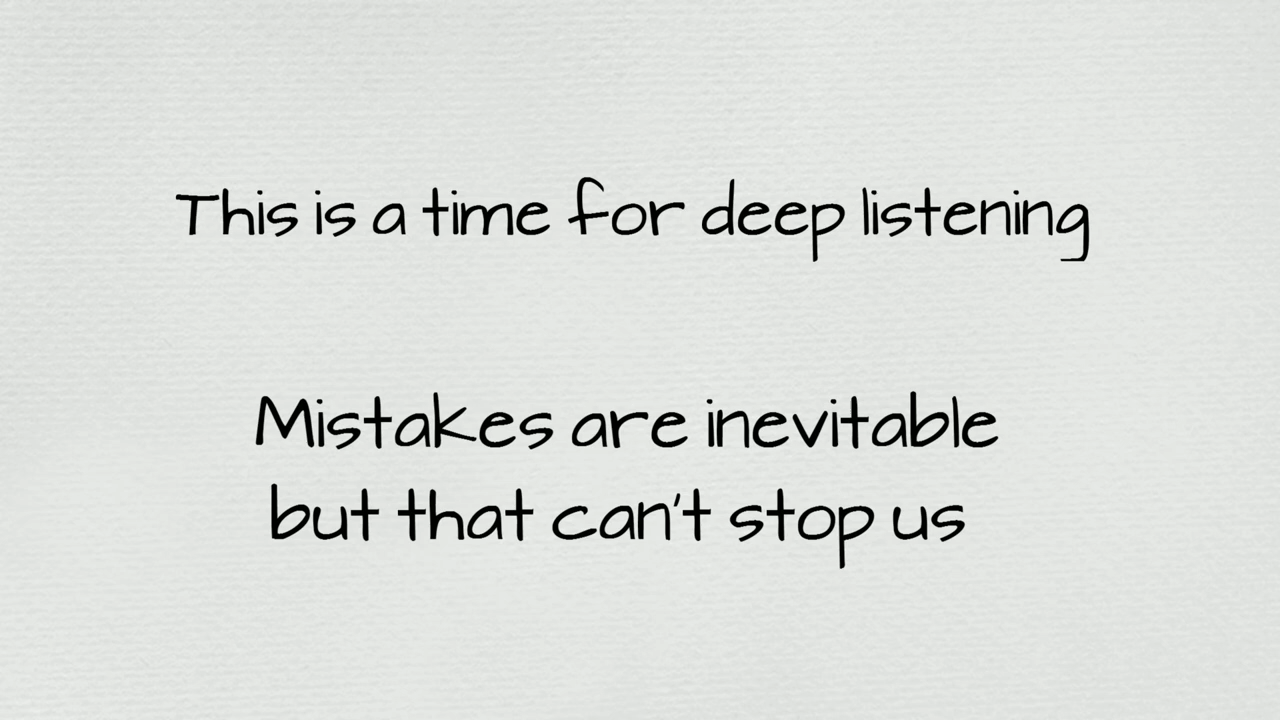 This is a time for deep listening
Mistakes are inevitable
but that can't stop us